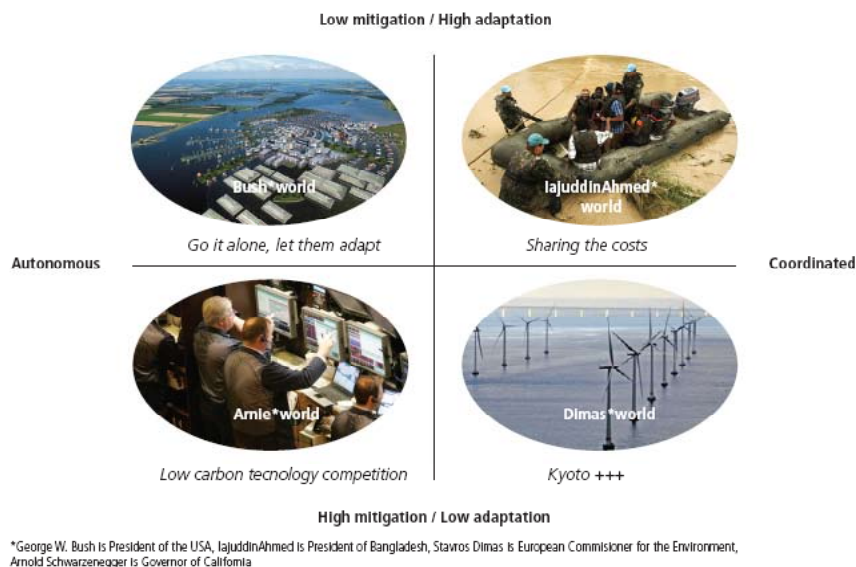 Low mitigation / High adaptation
Bush*world
IajuddinAhmed*
world
Go it alone, let them adapt
Sharing the costs
Autonomous
Coordinated
Arnie*world
Dimas*world
Low carbon tecnology competition
Kyoto +++
High mitigation / Low adaptation
*George W. Bush is President of the USA, IajuddinAhmed is President of Bangladesh, Stavros Dimas is European Commisioner for the Environment,
Arnold Schwarzenegger is Governor of California